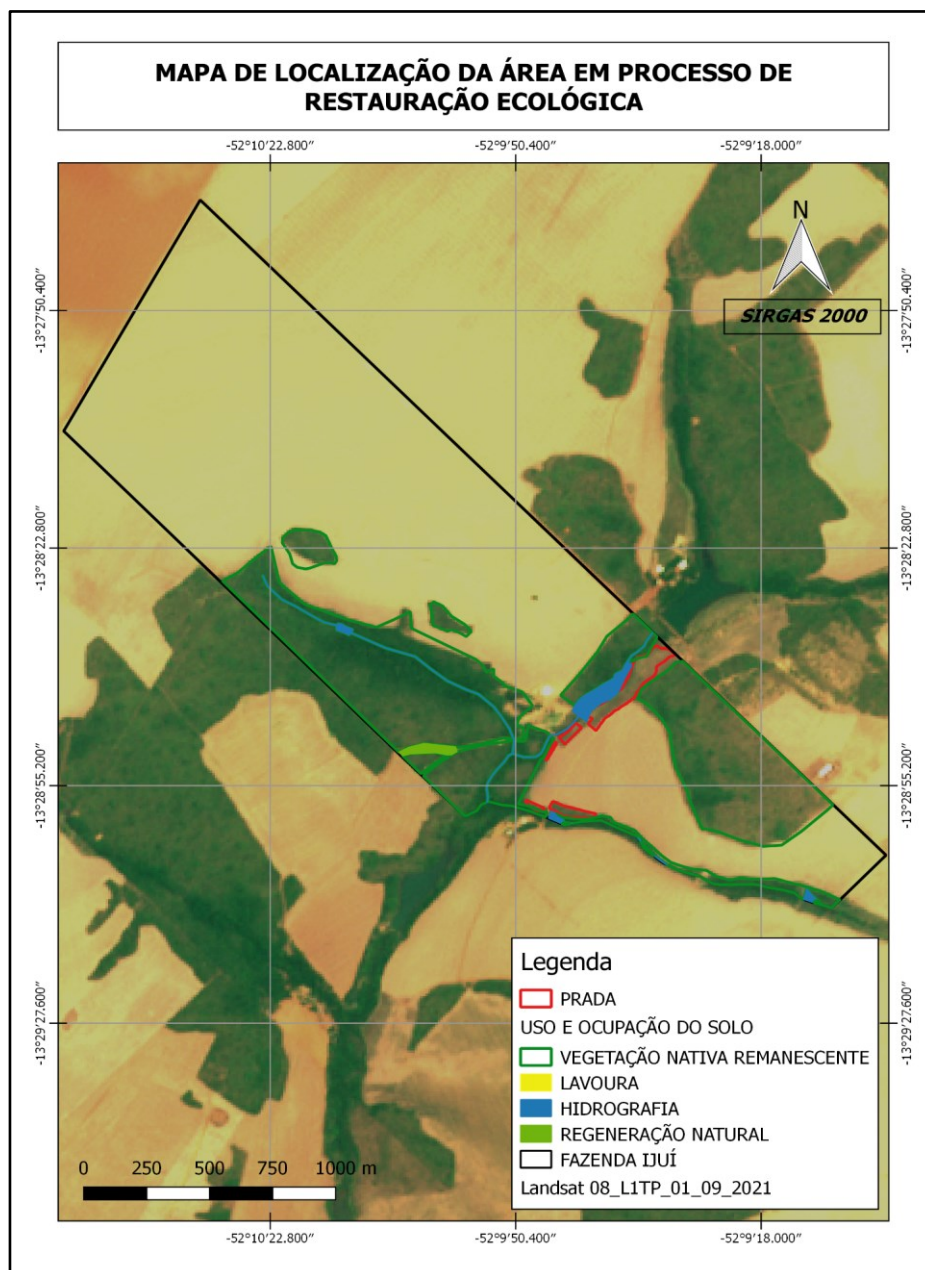 MAPA DE LOCALIZAÇÃO DA ÁREA EM PROCESSO DE
RESTAURAÇÃO ECOLÓGICA
-52°10'22.800" -52°9'50.400" -52°9'18.000"
N
SIRGAS 2000
-13°27'50.400" -13°27'50.400"
-13°28'22.800" -13°28'22.800"
-13°28'55.200" -13°28'55.200"
-13°29'27.600" -13°29'27.600"
Legenda
PRADA
USO E OCUPAÇÃO DO SOLO
VEGETAÇÃO NATIVA REMANESCENTE
LAVOURA
HIDROGRAFIA
REGENERAÇÃO NATURAL
FAZENDA IJUÍ
Landsat 08_L1TP_01_09_2021
0 250 500 750 1000 m
-52°10'22.800" -52°9'50.400" -52°9'18.000"